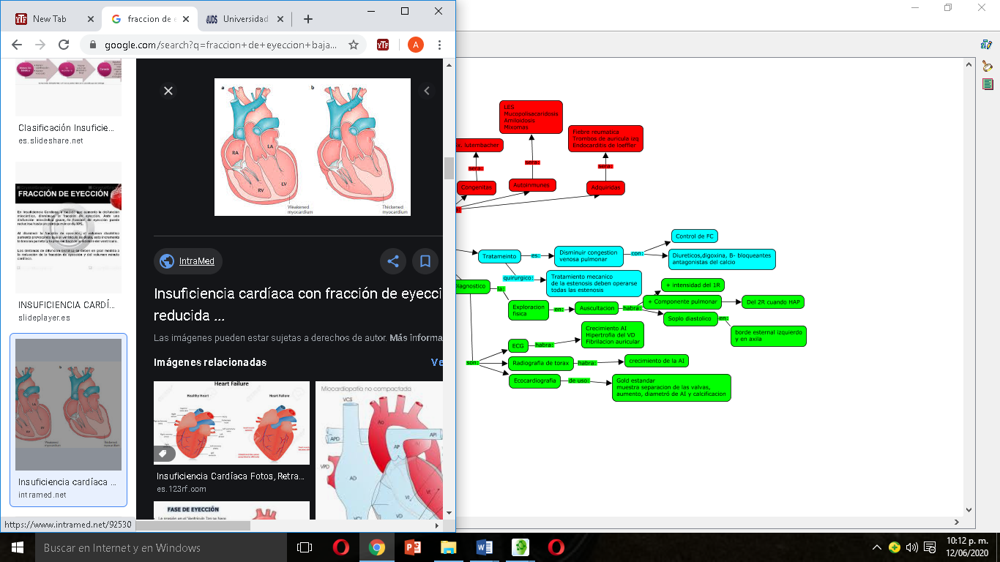 New Tab
fraccion de e
Universidad
google.com/search?q=fraccion+de+eyeccion+baja...
A
Clasificación Insuficie...
es.slideshare.net
FRACCIÓN DE EYECCIÓN
INSUFICIENCIA CARDÍ...
slideplayer.es
Insuficiencia cardíaca ...
intramed.net
https://www.intramed.net/92530
a
b
RA
LA
RV
LV
Weakened
myocardium
Thickened
myocardium
IntraMed
Insuficiencia cardíaca con fracción de eyecci
reducida ...
Las imágenes pueden estar sujetas a derechos de autor. Más informa
Imágenes relacionadas
Ve
Heart Failure
Healthy Heart
Heart Failure
Insuficiencia Cardíaca Fotos, Retra...
es.123rf.com
FASE DE EYECCIÓN
Miocardiopatía no compactada
VCS
Ao
APD
AP
API
VPD
AD
VI
VCI
LES
Mucopolisacaridosis
Amiloidosis
Mixomas
Fiebre reumatica
Trombos de auricula izq
Endocarditis de loeffler
x. lutembacher
sera:
sera:
sera:
Congenitas
Autoinmunes
Adquiridas
Control de FC
Tratameinto
es:
Disminuir congestion
venosa pulmonar
con:
Diureticos,digoxina, B- bloqueantes
antagonistas del calcio
quirurgico:
Tratamiento mecanico
de la estenosis deben operarse
todas las estenosis
Diagnostico
la:
Exploracion
fisica
en:
Auscultacion
habra:
+ intensidad del 1R
+ Componente pulmonar
Del 2R cuando HAP
Soplo diastolico
en:
borde esternal izquierdo
y en axila
son:
ECG
habra:
Crecimiento AI
Hipertrofia del VD
Fibrilacion auricular
Radiografia de torax
habra:
crecimiento de la AI
Ecocardiografia
de uso:
Gold estandar
muestra separacion de las valvas,
aumento, diametró de AI y calcificacion
Buscar en Internet y en Windows
10:12 p. m.
12/06/2020